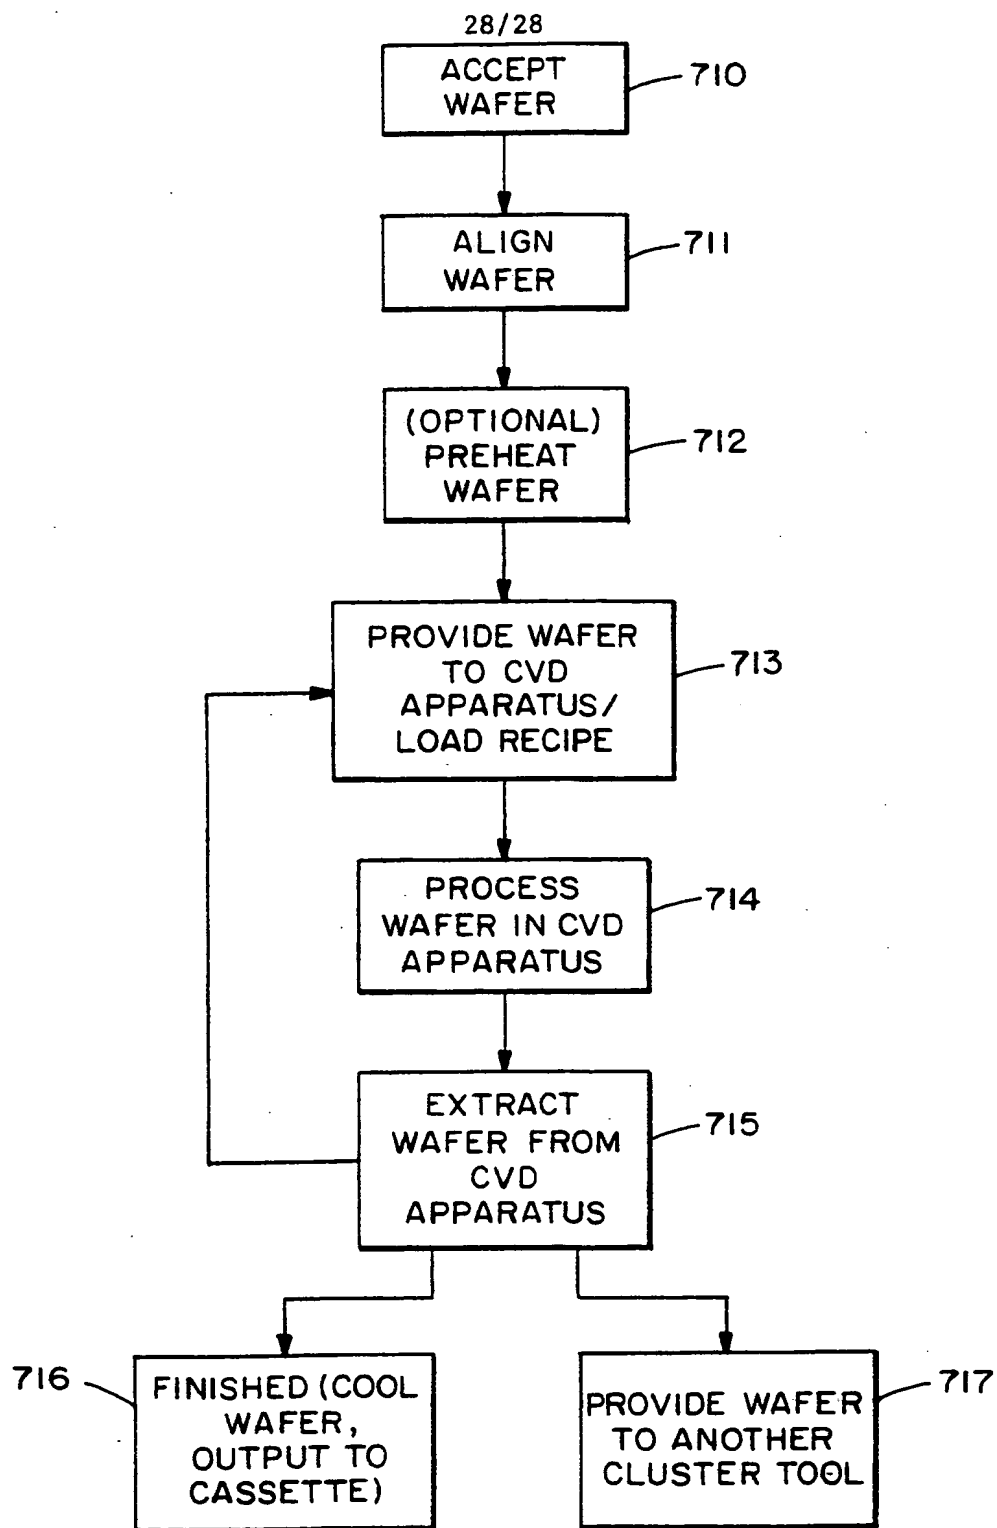 28/28
ACCEPT
WAFER
710
ALIGN
WAFER
711
(OPTIONAL)
PREHEAT
WAFER
712
PROVIDE WAFER
TO CVD
APPARATUS/
LOAD RECIPE
713
PROCESS
WAFER IN CVD
APPARATUS
714
EXTRACT
WAFER FROM
CVD
APPARATUS
715
716
FINISHED (COOL
WAFER,
OUTPUT TO
CASSETTE)
PROVIDE WAFER
TO ANOTHER
CLUSTER TOOL
717